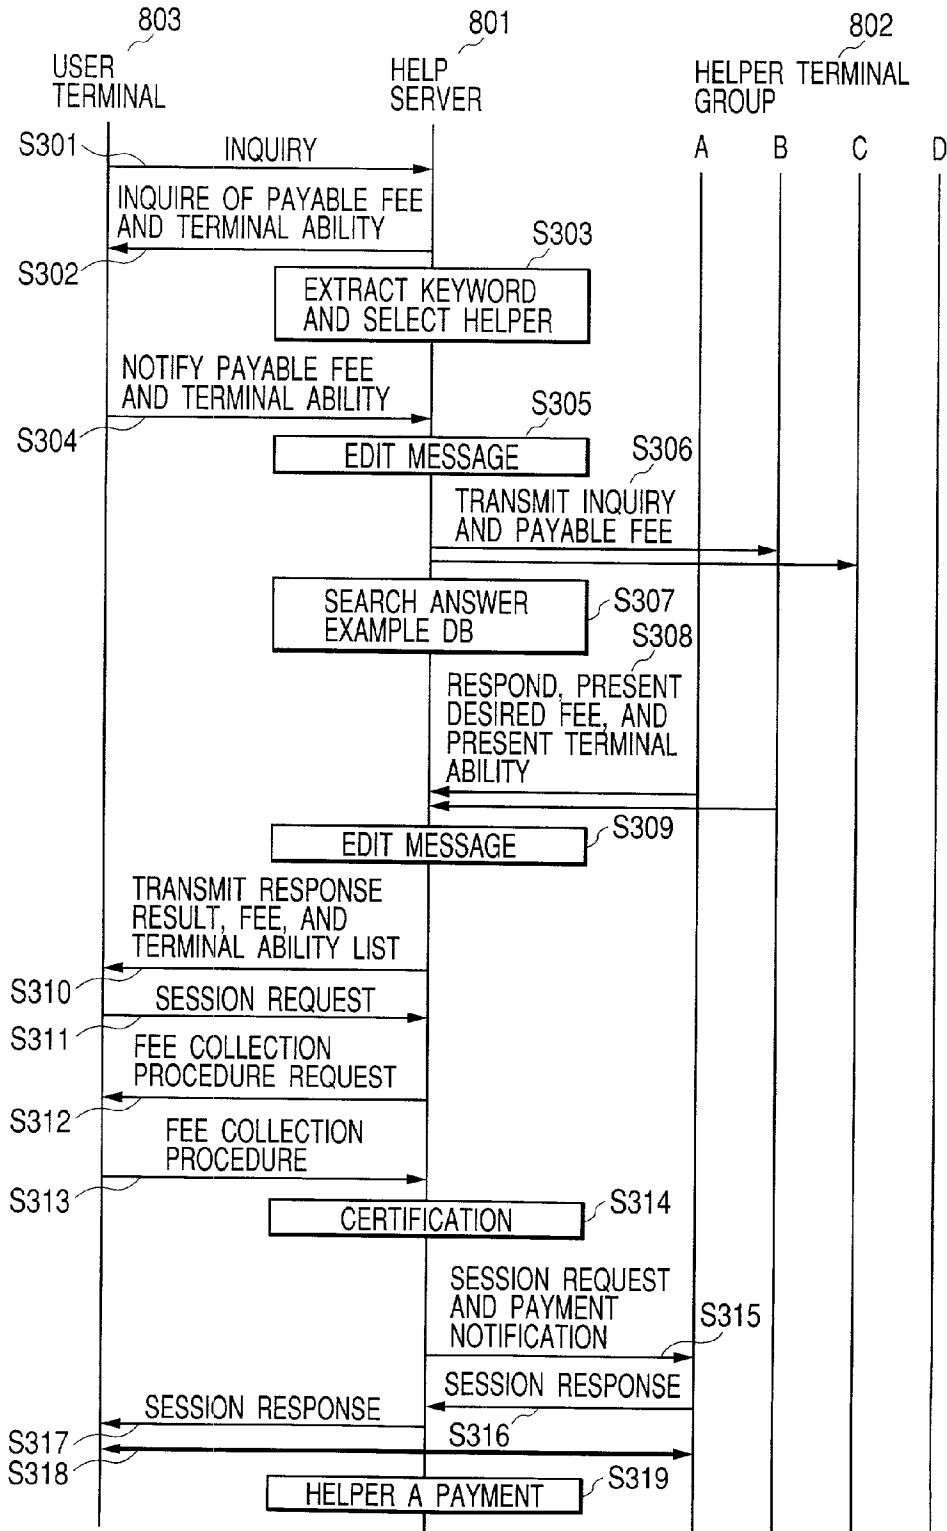 803
801
802
USER
TERMINAL
HELP
SERVER
HELPER TERMINAL
GROUP
A
B
C
D
S301
INQUIRY
INQUIRE OF PAYABLE FEE
AND TERMINAL ABILITY
S302
S303
EXTRACT KEYWORD
AND SELECT HELPER
NOTIFY PAYABLE FEE
AND TERMINAL ABILITY
S304
S305
EDIT MESSAGE
S306
TRANSMIT INQUIRY
AND PAYABLE FEE
SEARCH ANSWER
EXAMPLE DB
S307
S308
RESPOND, PRESENT
DESIRED FEE, AND
PRESENT TERMINAL
ABILITY
S309
EDIT MESSAGE
TRANSMIT RESPONSE
RESULT, FEE, AND
TERMINAL ABILITY LIST
S310
SESSION REQUEST
S311
FEE COLLECTION
PROCEDURE REQUEST
S312
FEE COLLECTION
PROCEDURE
S313
S314
CERTIFICATION
SESSION REQUEST
AND PAYMENT
NOTIFICATION
S315
SESSION RESPONSE
S316
SESSION RESPONSE
S317
S318
S319
HELPER A PAYMENT